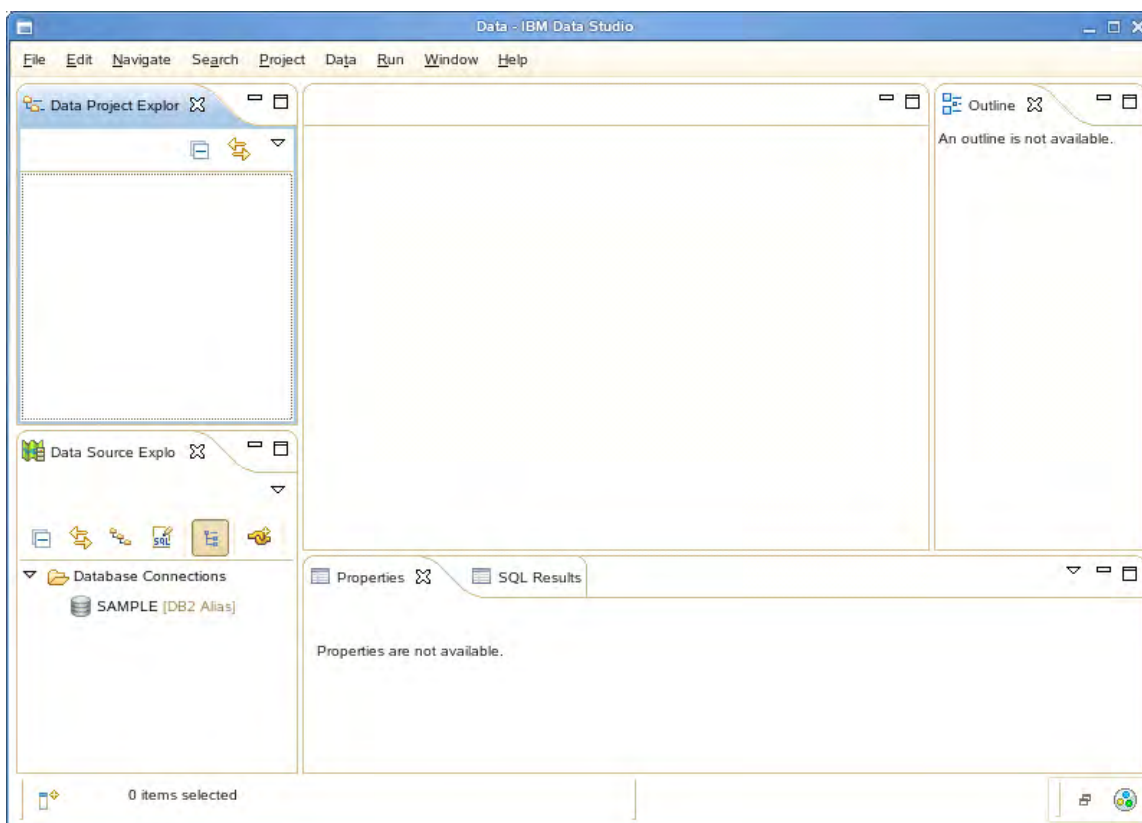 Data - IBM Data Studio
File Edit Navigate Search Project Data Run Window Help
Data Project Explor
Outline
An outline is not available.
Data Source Explo
SQL
Database Connections
SAMPLE [DB2 Alias]
Properties
SQL Results
Properties are not available.
0 items selected